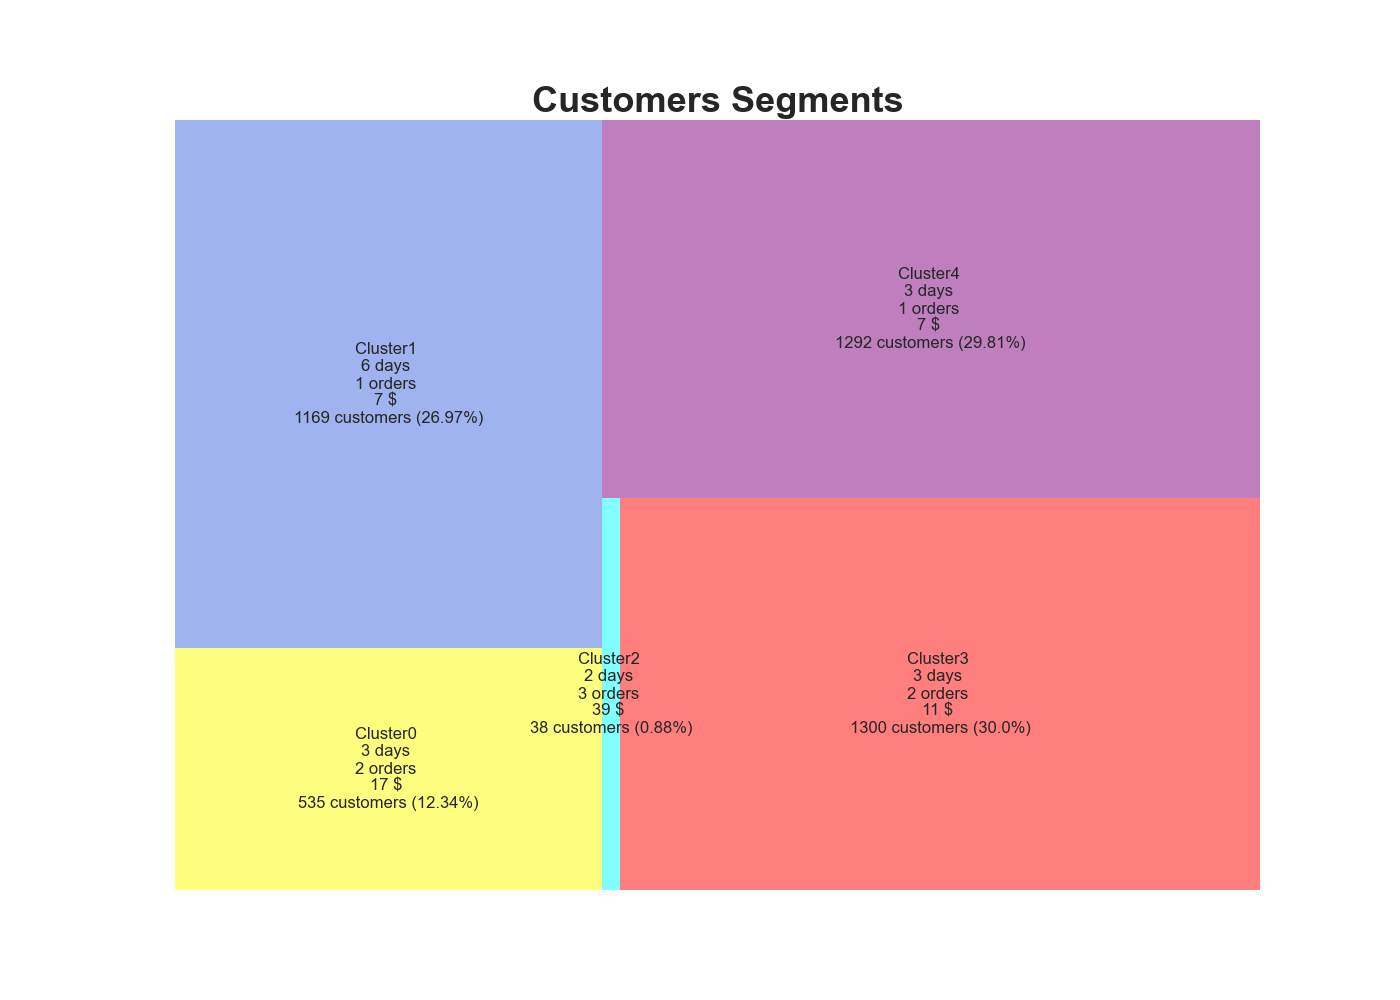 Customers Segments
Cluster1
6 days
1 orders
7 $
1169 customers (26.97%)
Cluster4
3 days
1 orders
7 $
1292 customers (29.81%)
Cluster0
3 days
2 orders
17 $
535 customers (12.34%)
Cluster2
2 days
3 orders
39 $
38 customers (0.88%)
Cluster3
3 days
2 orders
11 $
1300 customers (30.0%)